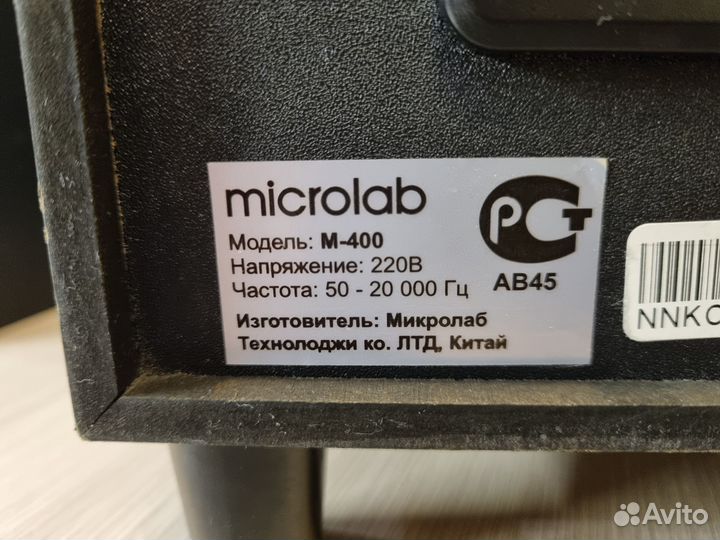 microlab
Модель: М-400
Напряжение: 220В
Частота: 50 - 20 000 Гц
Изготовитель: Микролаб
Технолоджи ко. ЛТД, Китай
РСТ
АВ45
NNKC
Avito